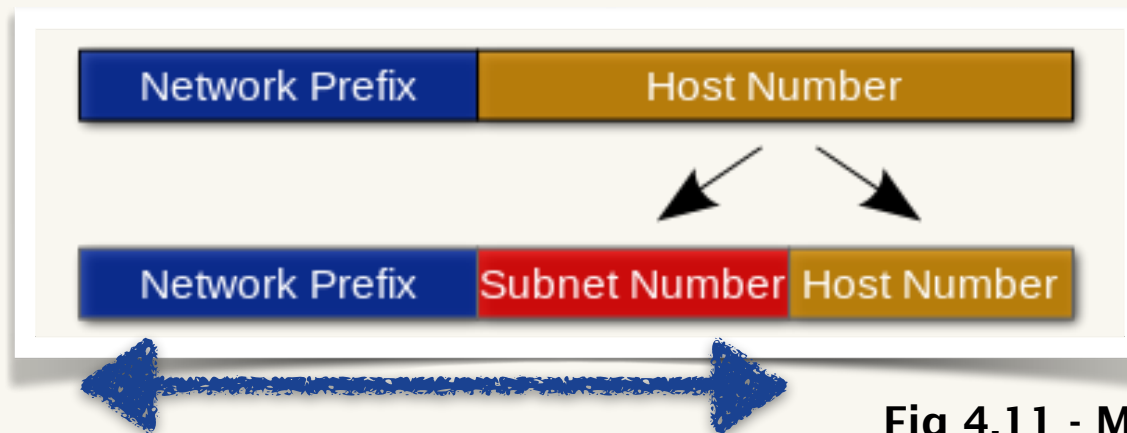 Network Prefix Host Number
Network Prefix Subnet Number Host Number
Fig 4.11 - M